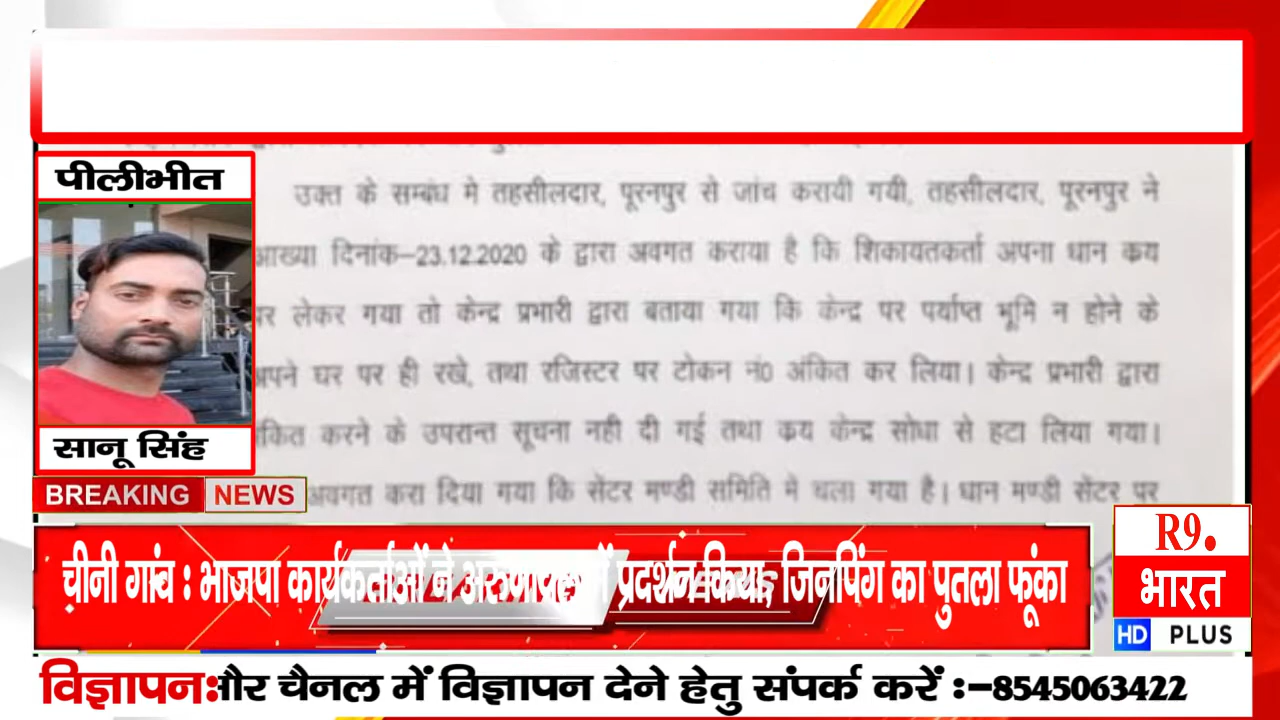 पीलीभीत
उक्त के सम्बंध मे तहसीलदार, पूरनपुर से जांच करायी गयी, तहसीलदार, पूरनपुर ने
आख्या दिनांक–23.12.2020 के द्वारा अवगत कराया है कि शिकायतकर्ता अपना धान कय
पर लेकर गया तो केन्द्र प्रभारी द्वारा बताया गया कि केन्द्र पर पर्याप्त भूमि न होने के
अपने घर पर ही रखे, तथा रजिस्टर पर टोकन नं0 अंकित कर लिया। केन्द्र प्रभारी द्वारा
करने के उपरान्त सूचना नही दी गई तथा कय केन्द्र सोधा से हटा लिया गया।
अवगत करा दिया गया कि सेंटर मण्डी समिति मे चला गया है। धान मण्डी सेंटर पर
सानू सिंह
BREAKING NEWS
चीनी गांव : भाजपा कार्यकर्ताओं ने में प्रदर्शन किया, जिनपिंग का पुतला फूंका
R9.
भारत
HD PLUS
विज्ञापनः और चैनल में विज्ञापन देने हेतु संपर्क करें :–8545063422